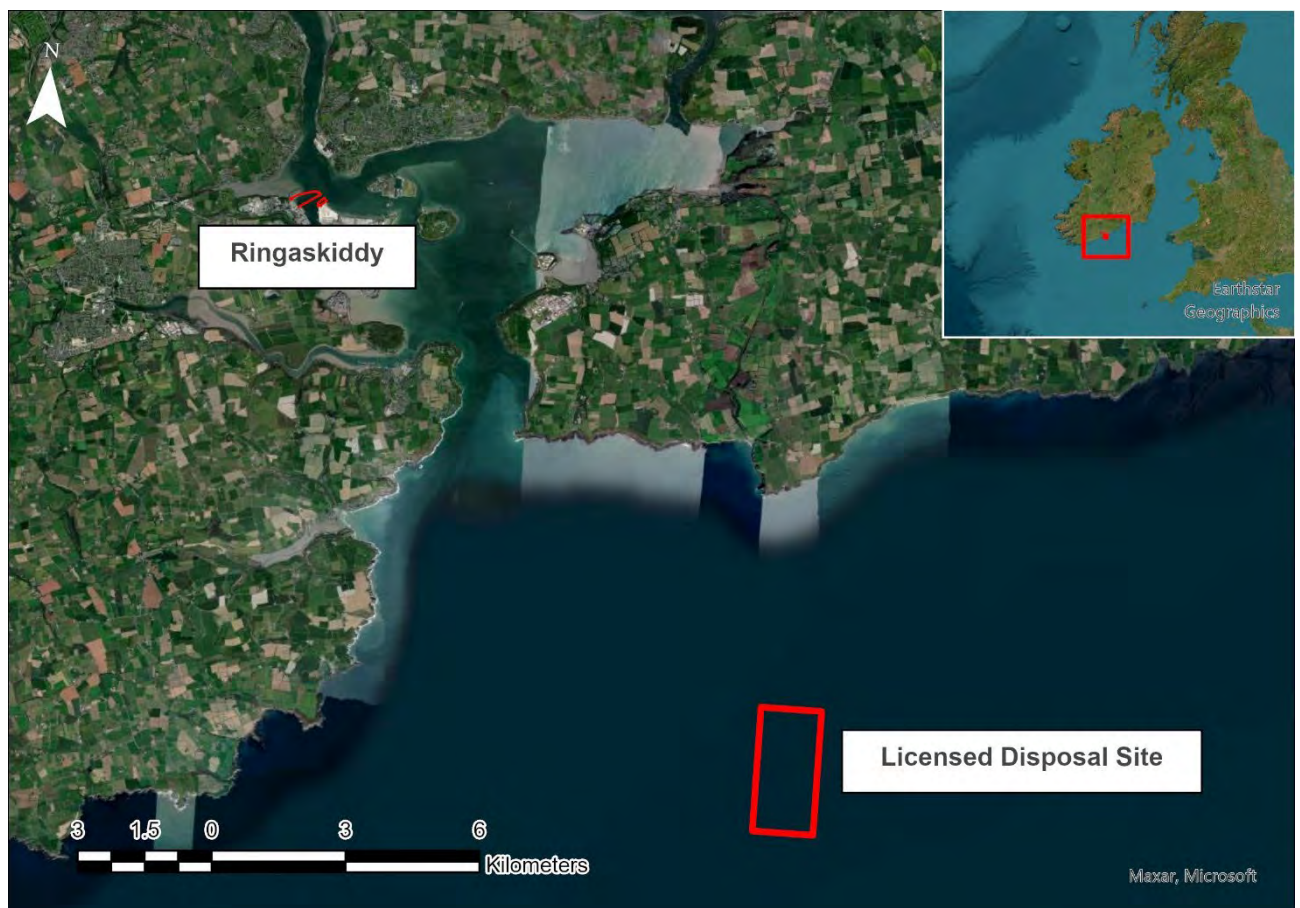 N
Ringaskiddy
Earthstar
Geographics
Licensed Disposal Site
3 1.5 0 3 6
Kilometers
Maxar, Microsoft